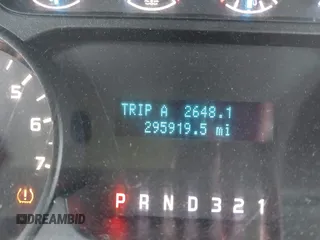 TRIP A 2648.1
295919.5 mi
5
6
7
P R N D 3 2 1
DREAMBID